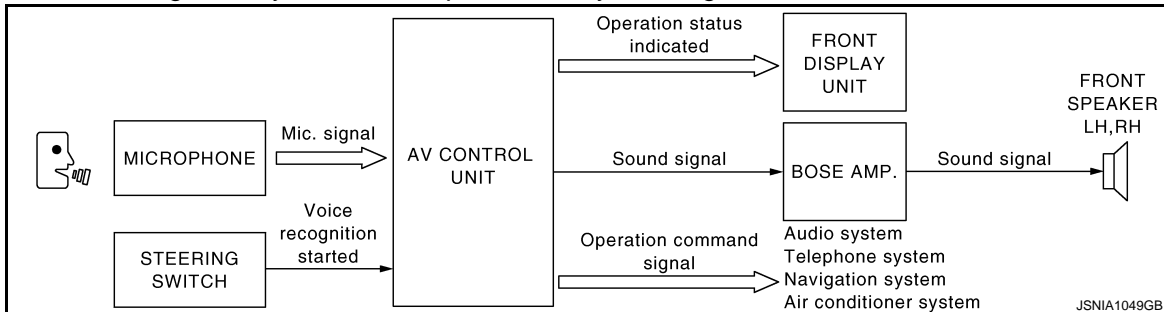 Operation status
indicated
FRONT
DISPLAY
UNIT
FRONT
SPEAKER
LH,RH
MICROPHONE
Mic. signal
AV CONTROL
UNIT
Sound signal
BOSE AMP.
Sound signal
STEERING
SWITCH
Voice
recognition
started
Operation command
signal
Audio system
Telephone system
Navigation system
Air conditioner system
JSNIA1049GB